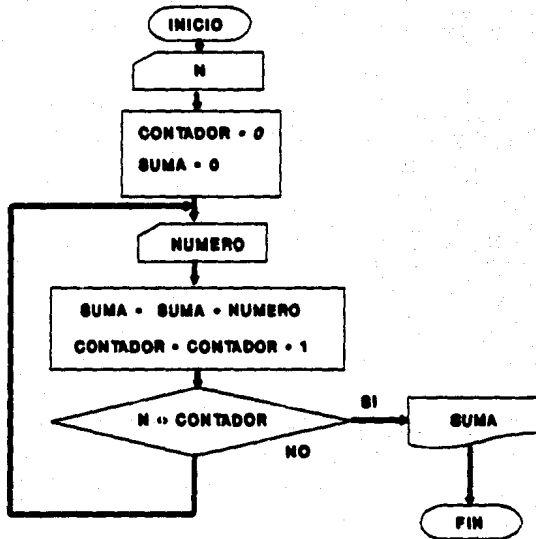 INICIO
N
CONTADOR = 0
SUMA = 0
NUMERO
SUMA = SUMA + NUMERO
CONTADOR = CONTADOR + 1
N CONTADOR
SI
SUMA
NO
FIN